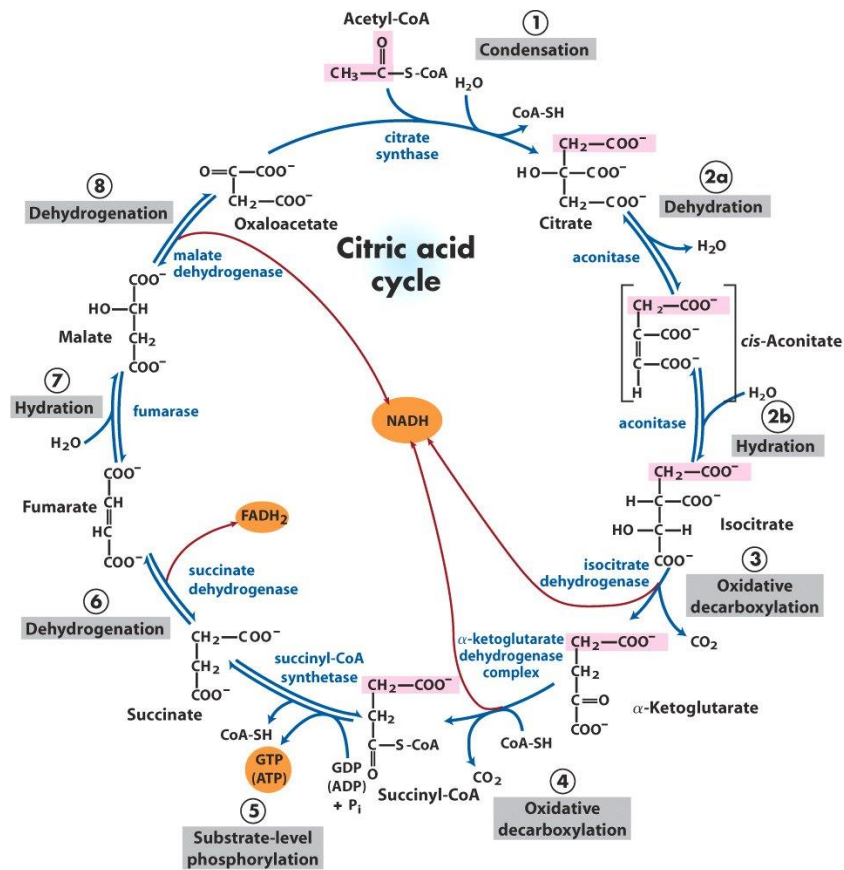 Acetyl-CoA
O
CH₃—C—S-CoA
①
Condensation
H₂O
CoA-SH
citrate
synthase
CH₂—COO⁻
HO—C—COO⁻
CH₂—COO⁻
Citrate
2a
Dehydration
H₂O
aconitase
CH₂—COO⁻
C—COO⁻
C—COO⁻
H
cis-Aconitate
H₂O
2b
Hydration
aconitase
CH₂—COO⁻
H—C—COO⁻
HO—C—H
COO⁻
Isocitrate
③
Oxidative
decarboxylation
isocitrate
dehydrogenase
CO₂
CH₂—COO⁻
CH₂
C=O
COO⁻
α-Ketoglutarate
α-ketoglutarate
dehydrogenase
complex
CoA-SH
CO₂
④
Oxidative
decarboxylation
CH₂—COO⁻
CH₂
C—S-CoA
O
Succinyl-CoA
succinyl-CoA
synthetase
CoA-SH
GTP
(ATP)
GDP
(ADP)
+ Pᵢ
⑤
Substrate-level
phosphorylation
CH₂—COO⁻
CH₂
COO⁻
Succinate
succinate
dehydrogenase
FADH₂
⑥
Dehydrogenation
COO⁻
CH
HC
COO⁻
Fumarate
fumarase
H₂O
⑦
Hydration
COO⁻
HO—CH
CH₂
COO⁻
Malate
malate
dehydrogenase
⑧
Dehydrogenation
O=C—COO⁻
CH₂—COO⁻
Oxaloacetate
Citric acid
cycle
NADH